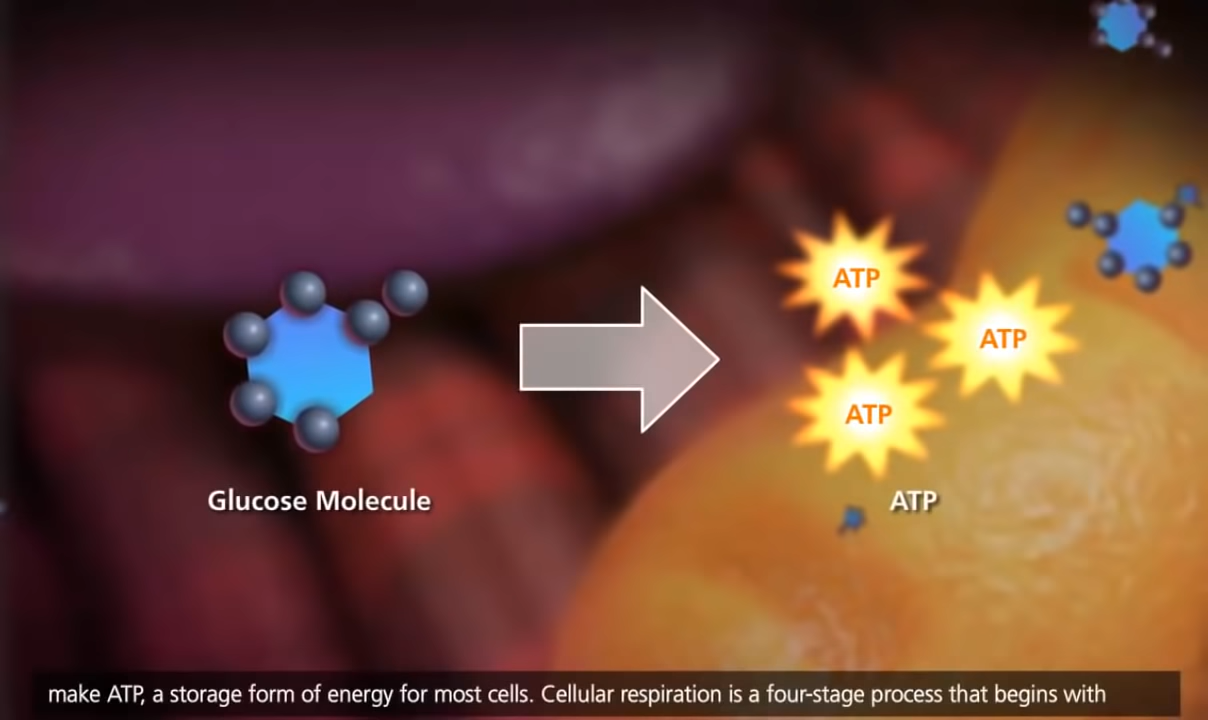 ATP
ATP
ATP
Glucose Molecule
ATP
make ATP, a storage form of energy for most cells. Cellular respiration is a four-stage process that begins with